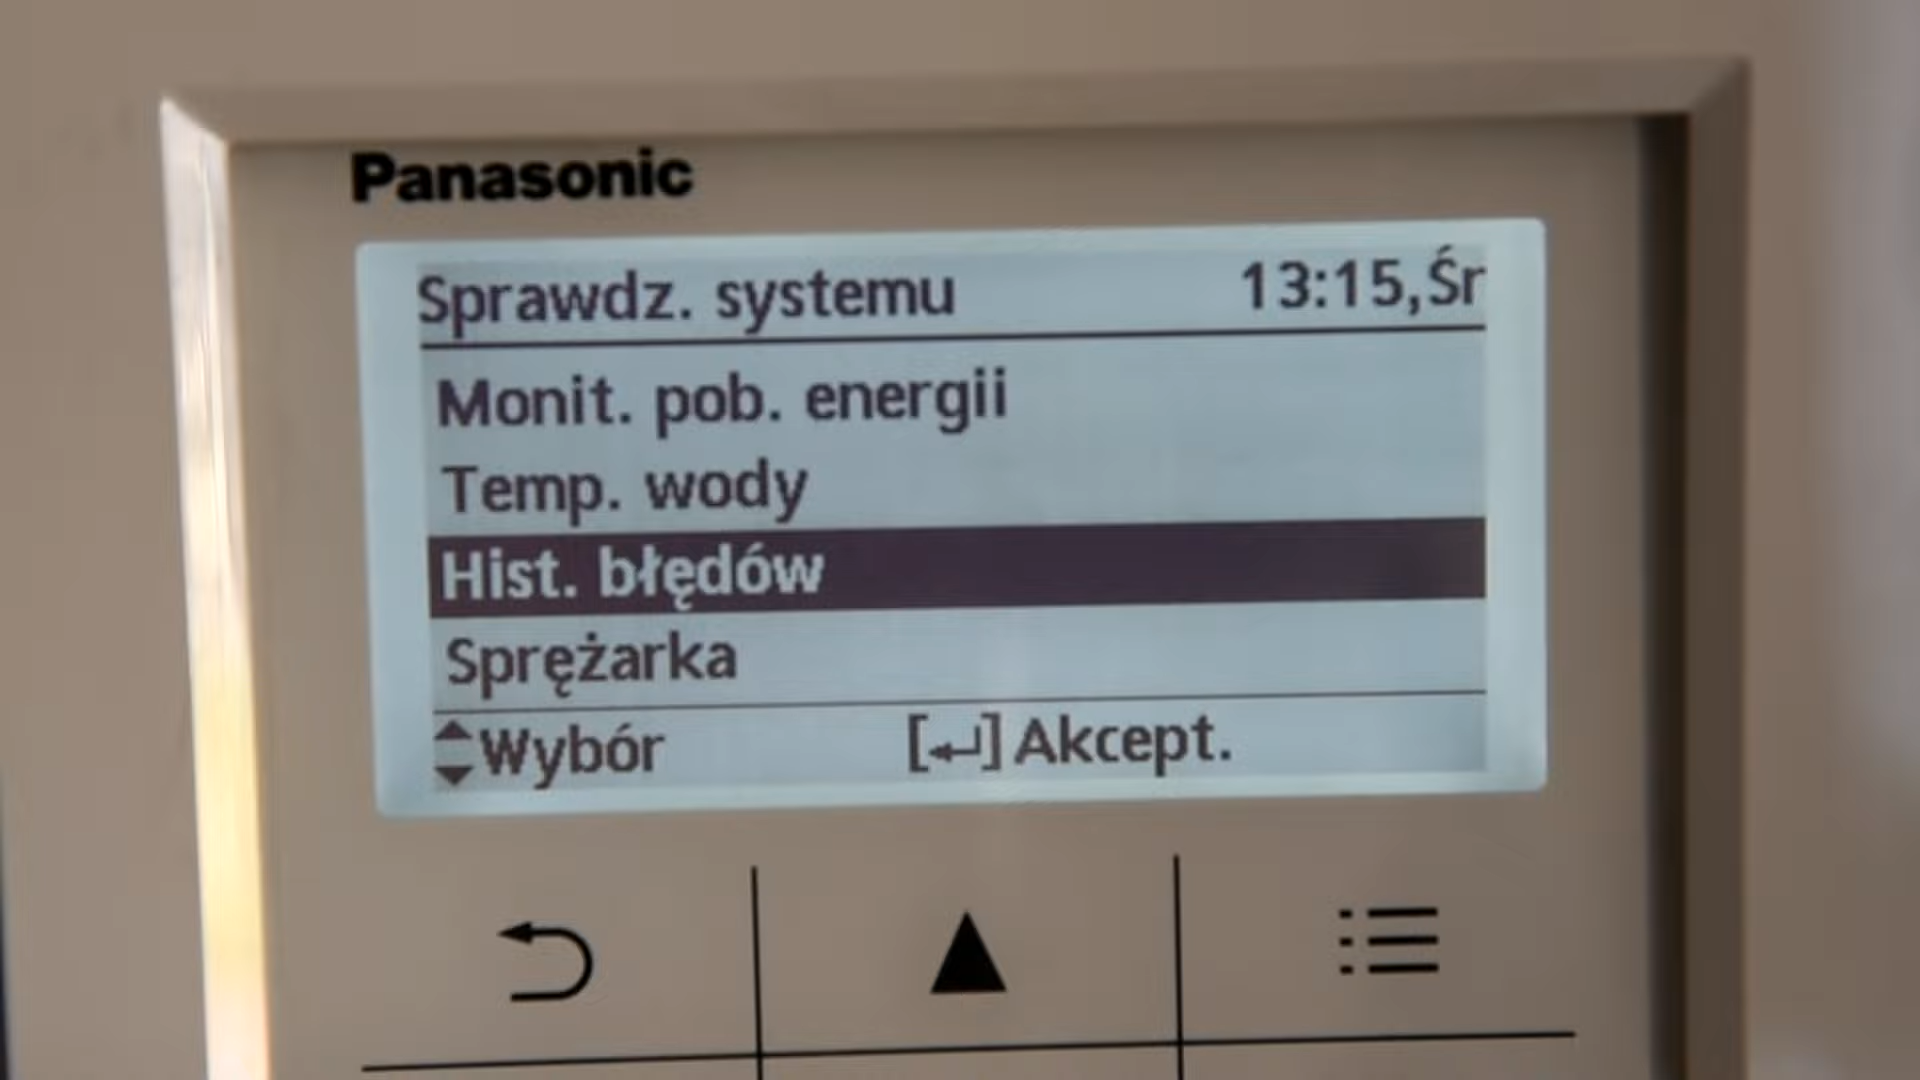 Panasonic
Sprawdz. systemu 13:15,Śr
Monit. pob. energii
Temp. wody
Hist. błędów
Sprężarka
Wybór [↵] Akcept.